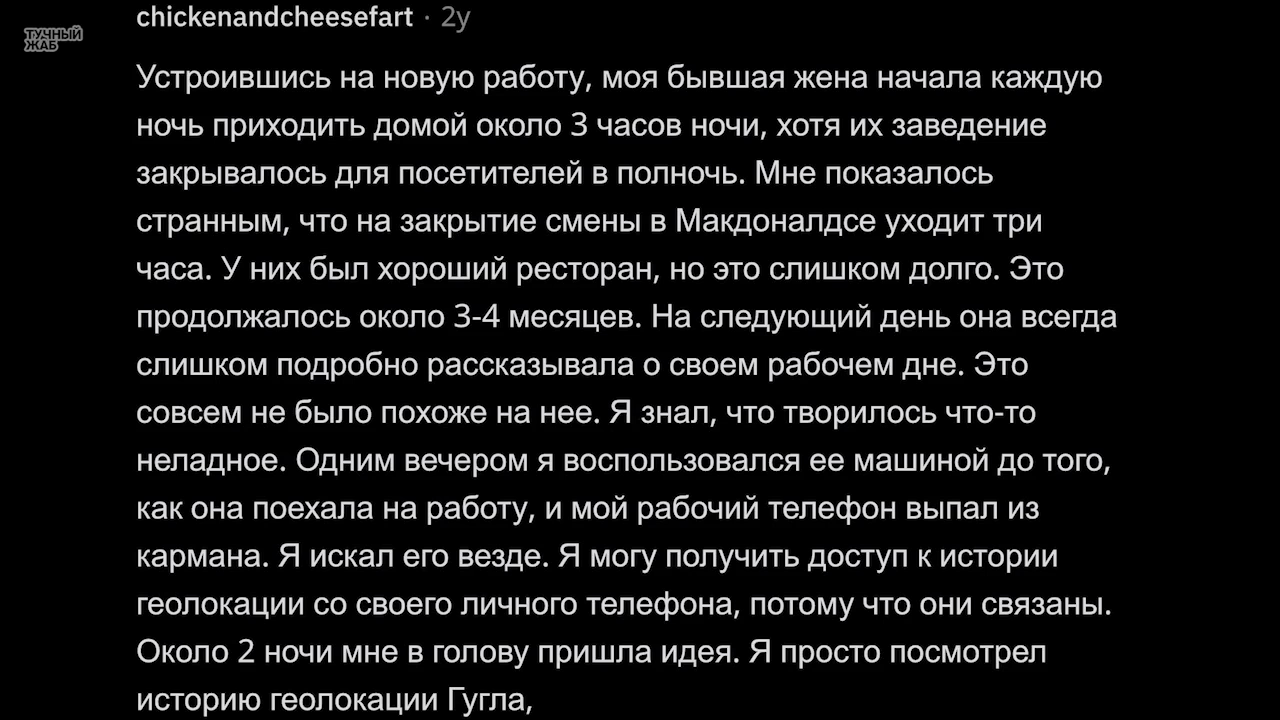 chickenandcheesefart · 2y
ТУЧНЫЙ
ЖАБ
Устроившись на новую работу, моя бывшая жена начала каждую
ночь приходить домой около 3 часов ночи, хотя их заведение
закрывалось для посетителей в полночь. Мне показалось
странным, что на закрытие смены в Макдоналдсе уходит три
часа. У них был хороший ресторан, но это слишком долго. Это
продолжалось около 3-4 месяцев. На следующий день она всегда
слишком подробно рассказывала о своем рабочем дне. Это
совсем не было похоже на нее. Я знал, что творилось что-то
неладное. Одним вечером я воспользовался ее машиной до того,
как она поехала на работу, и мой рабочий телефон выпал из
кармана. Я искал его везде. Я могу получить доступ к истории
геолокации со своего личного телефона, потому что они связаны.
Около 2 ночи мне в голову пришла идея. Я просто посмотрел
историю геолокации Гугла,